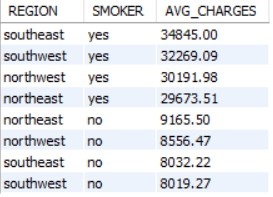 REGION SMOKER AVG_CHARGES
southeast yes 34845.00
southwest yes 32269.09
northwest yes 30191.98
northeast yes 29673.51
northeast no 9165.50
northwest no 8556.47
southeast no 8032.22
southwest no 8019.27